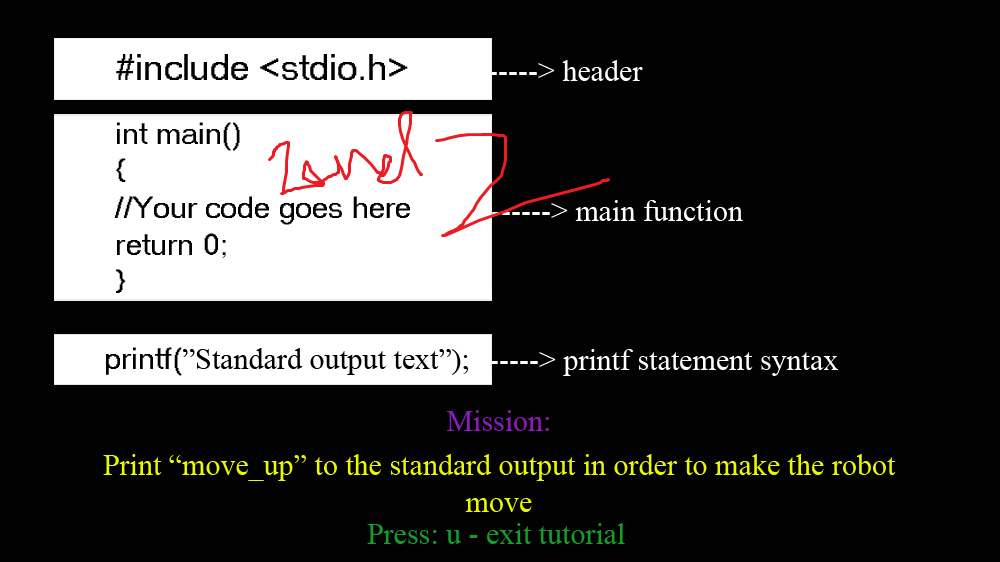 #include <stdio.h> -----> header
int main()
{
//Your code goes here
------> main function
return 0;
}
printf(”Standard output text”); -----> printf statement syntax
Mission:
Print “move_up” to the standard output in order to make the robot
move
Press: u - exit tutorial